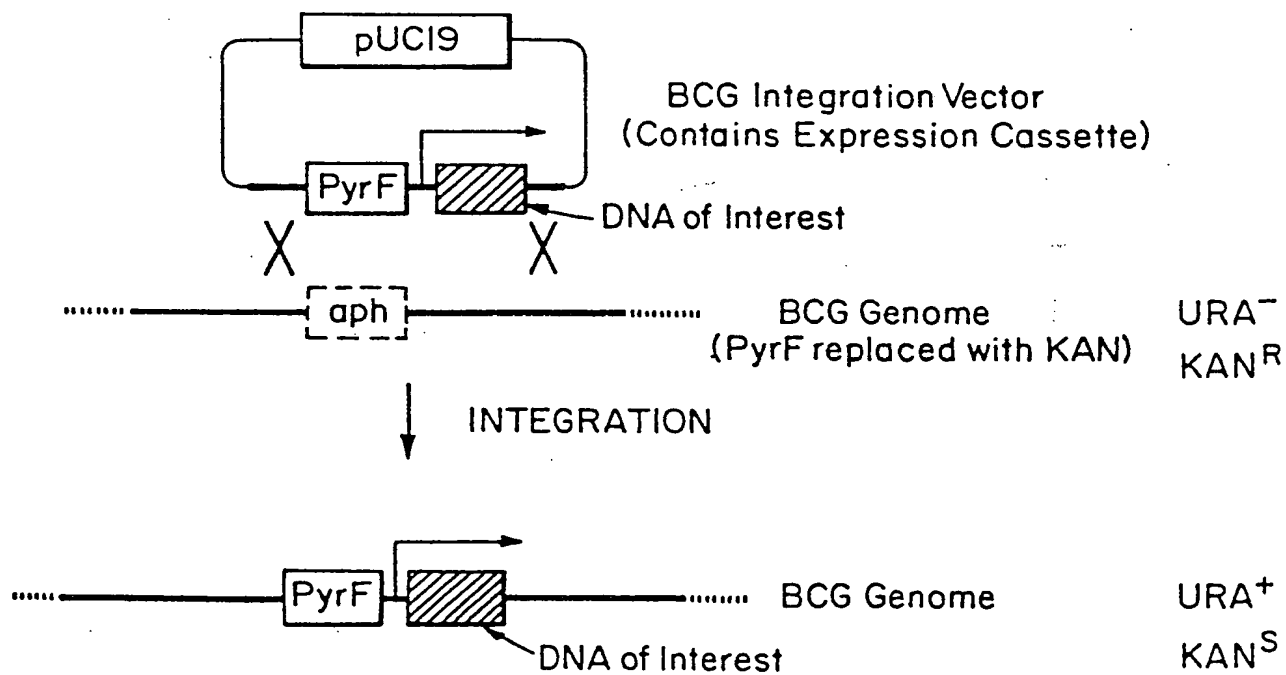 pUC19
BCG Integration Vector
(Contains Expression Cassette)
PyrF
DNA of Interest
X X
aph
BCG Genome
(PyrF replaced with KAN)
URA⁻
KANᴿ
INTEGRATION
PyrF
BCG Genome
URA⁺
KANˢ
DNA of Interest